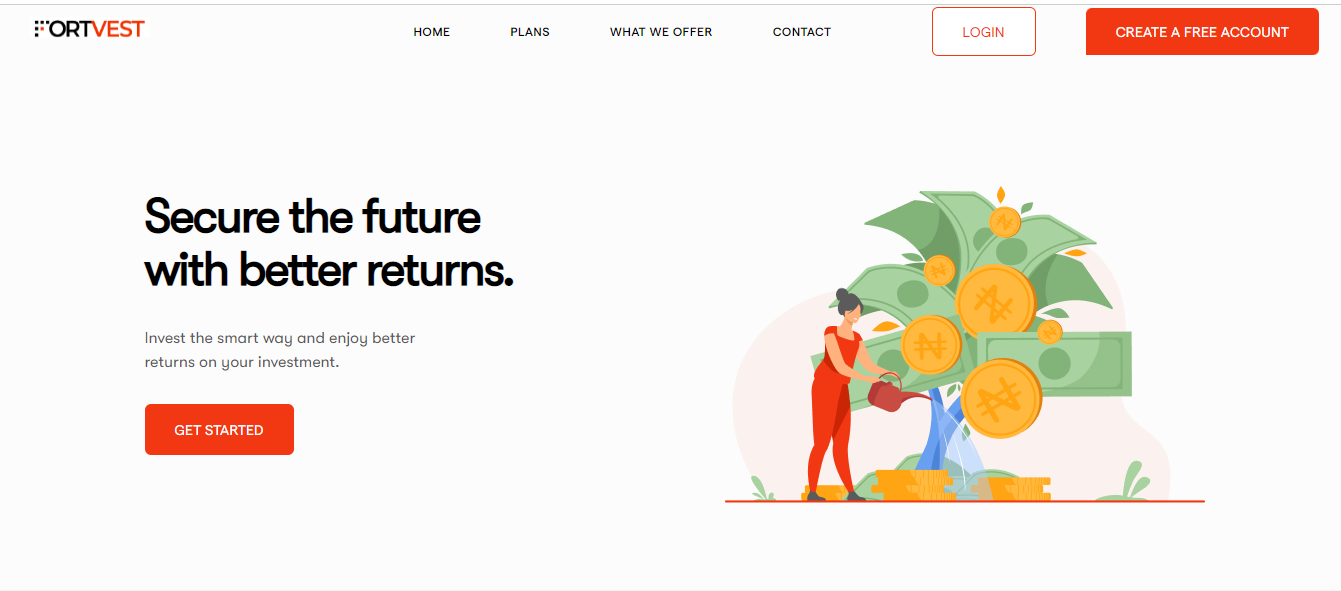 FORTVEST
HOME
PLANS
WHAT WE OFFER
CONTACT
LOGIN
CREATE A FREE ACCOUNT
Secure the future
with better returns.
Invest the smart way and enjoy better
returns on your investment.
GET STARTED
₦
₦
₦
₦
₦
₦